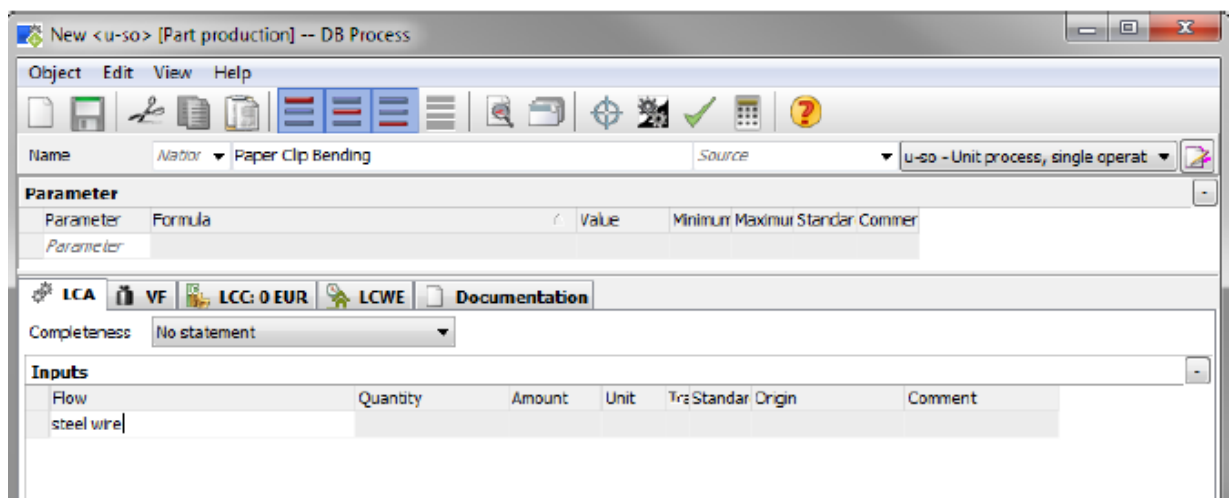 New <u-so> [Part production] -- DB Process
Object Edit View Help
Name Nation Paper Clip Bending Source u-so - Unit process, single operat
Parameter
Parameter Formula Value Minimum Maximur Standar Commer
Parameter
LCA VF LCC: 0 EUR LCWE Documentation
Completeness No statement
Inputs
Flow Quantity Amount Unit Tra Standar Origin Comment
steel wire